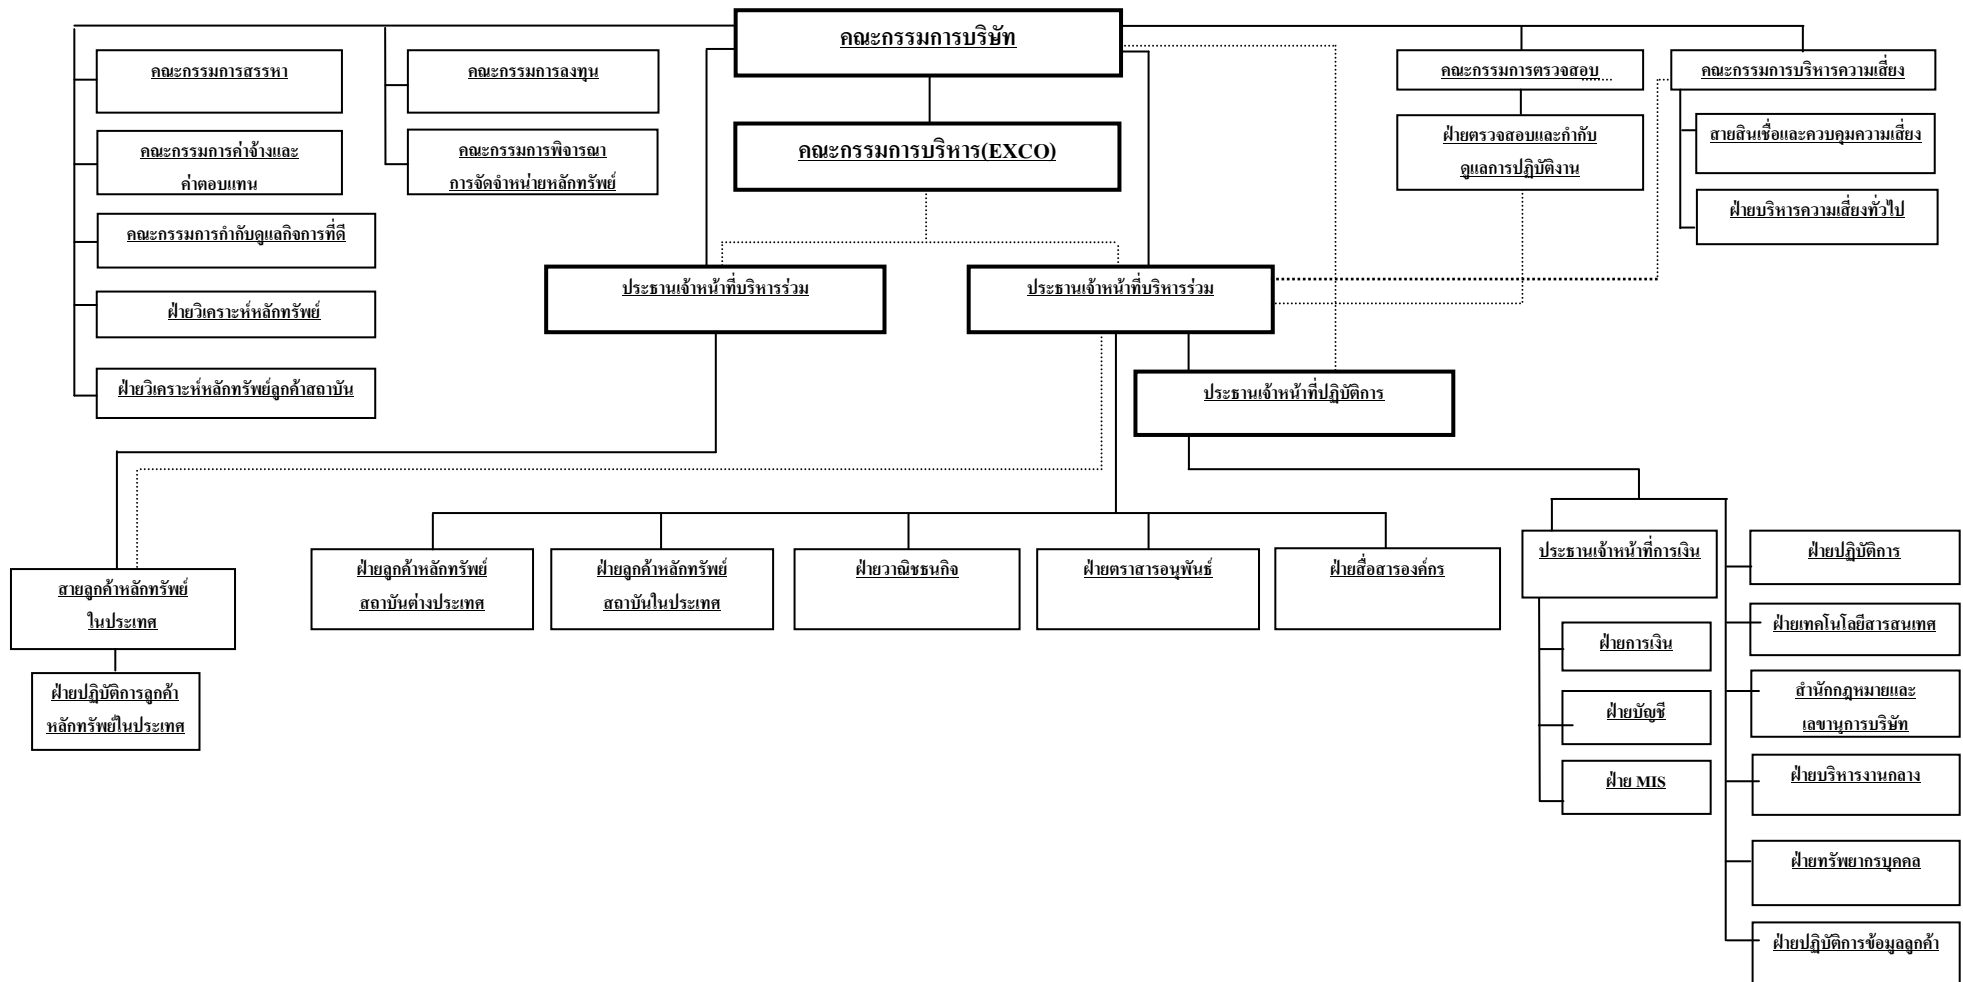 คณะกรรมการบริษัท
คณะกรรมการสรรหา
คณะกรรมการลงทุน
คณะกรรมการตรวจสอบ
คณะกรรมการบริหารความเสี่ยง
คณะกรรมการค่าจ้างและ
ค่าตอบแทน
คณะกรรมการพิจารณา
การจัดจำหน่ายหลักทรัพย์
คณะกรรมการบริหาร(EXCO)
ฝ่ายตรวจสอบและกำกับ
ดูแลการปฏิบัติงาน
สายสินเชื่อและควบคุมความเสี่ยง
ฝ่ายบริหารความเสี่ยงทั่วไป
คณะกรรมการกำกับดูแลกิจการที่ดี
ฝ่ายวิเคราะห์หลักทรัพย์
ฝ่ายวิเคราะห์หลักทรัพย์ลูกค้าสถาบัน
ประธานเจ้าหน้าที่บริหารร่วม
ประธานเจ้าหน้าที่บริหารร่วม
ประธานเจ้าหน้าที่ปฏิบัติการ
สายลูกค้าหลักทรัพย์
ในประเทศ
ฝ่ายปฏิบัติการลูกค้า
หลักทรัพย์ในประเทศ
ฝ่ายลูกค้าหลักทรัพย์
สถาบันต่างประเทศ
ฝ่ายลูกค้าหลักทรัพย์
สถาบันในประเทศ
ฝ่ายวาณิชธนกิจ
ฝ่ายตราสารอนุพันธ์
ฝ่ายสื่อสารองค์กร
ประธานเจ้าหน้าที่การเงิน
ฝ่ายการเงิน
ฝ่ายบัญชี
ฝ่าย MIS
ฝ่ายปฏิบัติการ
ฝ่ายเทคโนโลยีสารสนเทศ
สำนักกฎหมายและ
เลขานุการบริษัท
ฝ่ายบริหารงานกลาง
ฝ่ายทรัพยากรบุคคล
ฝ่ายปฏิบัติการข้อมูลลูกค้า